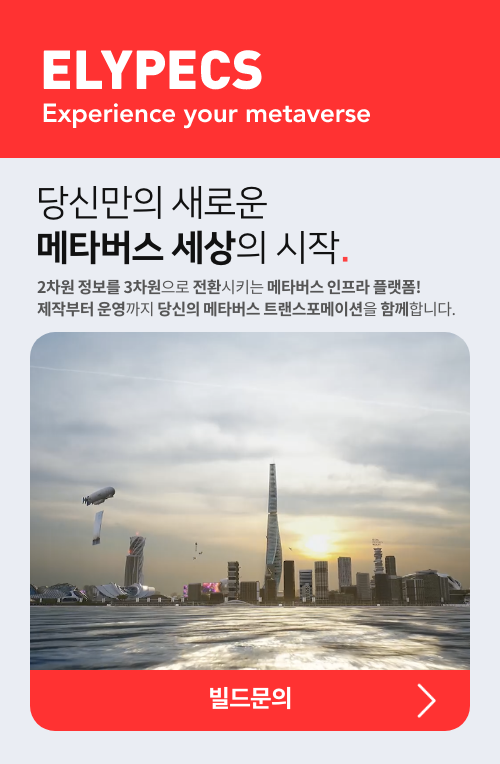 ELYPECS
Experience your metaverse
당신만의 새로운
메타버스 세상의 시작.
2차원 정보를 3차원으로 전환시키는 메타버스 인프라 플랫폼!
제작부터 운영까지 당신의 메타버스 트랜스포메이션을 함께합니다.
빌드문의